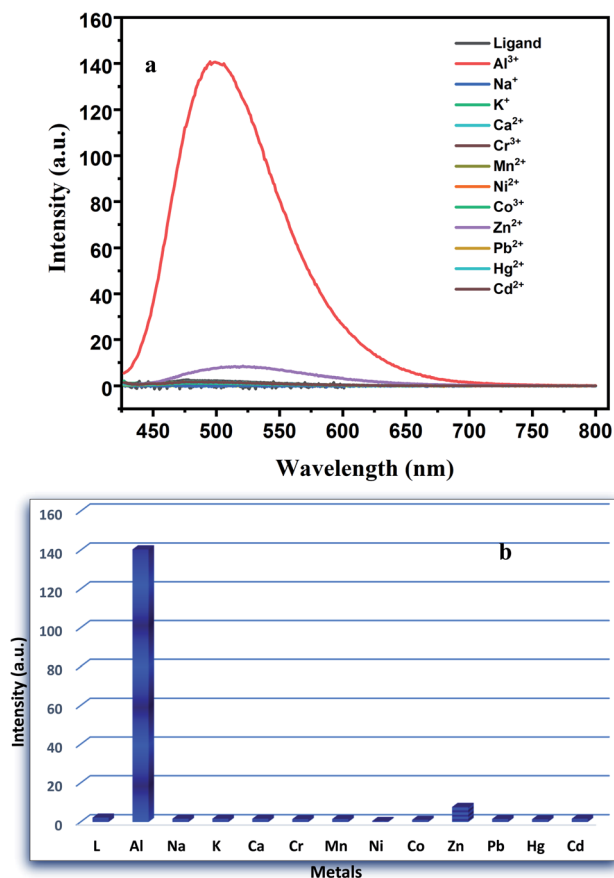 160
140
120
100
80
60
40
20
0
Intensity (a.u.)
a
Ligand
Al³⁺
Na⁺
K⁺
Ca²⁺
Cr³⁺
Mn²⁺
Ni²⁺
Co³⁺
Zn²⁺
Pb²⁺
Hg²⁺
Cd²⁺
450 500 550 600 650 700 750 800
Wavelength (nm)
b
160
140
120
100
80
60
40
20
0
Intensity (a.u.)
L Al Na K Ca Cr Mn Ni Co Zn Pb Hg Cd
Metals